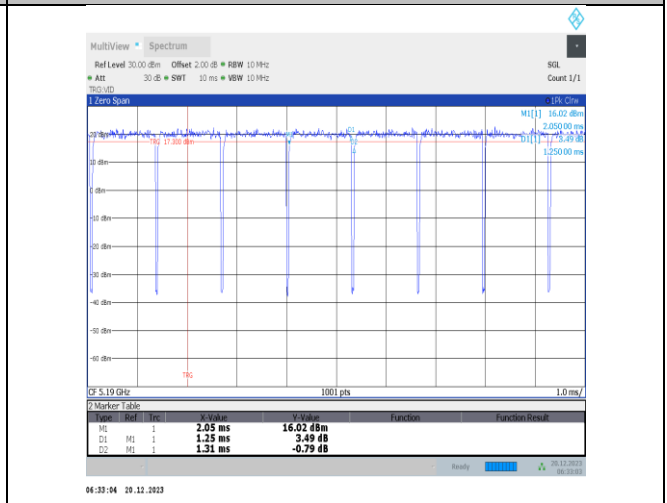 MultiView Spectrum
Ref Level 30.00 dBm Offset 2.00 dB RBW 10 MHz SGL
Att 30 dB SWT 10 ms VBW 10 MHz Count 1/1
TRG:VID
1 Zero Span 1Pk Clrw
M1[1] 16.02 dBm
2.050 00 ms
D1[1] 3.49 dB
1.250 00 ms
20 dBm
TRG 17.300 dBm
10 dBm
0 dBm
-10 dBm
-20 dBm
-30 dBm
-40 dBm
-50 dBm
-60 dBm
TRG
CF 5.19 GHz 1001 pts 1.0 ms/
2 Marker Table
Type Ref Trc X-Value Y-Value Function Function Result
M1 1 2.05 ms 16.02 dBm
D1 M1 1 1.25 ms 3.49 dB
D2 M1 1 1.31 ms -0.79 dB
Ready 20.12.2023
06:33:03
06:33:04 20.12.2023